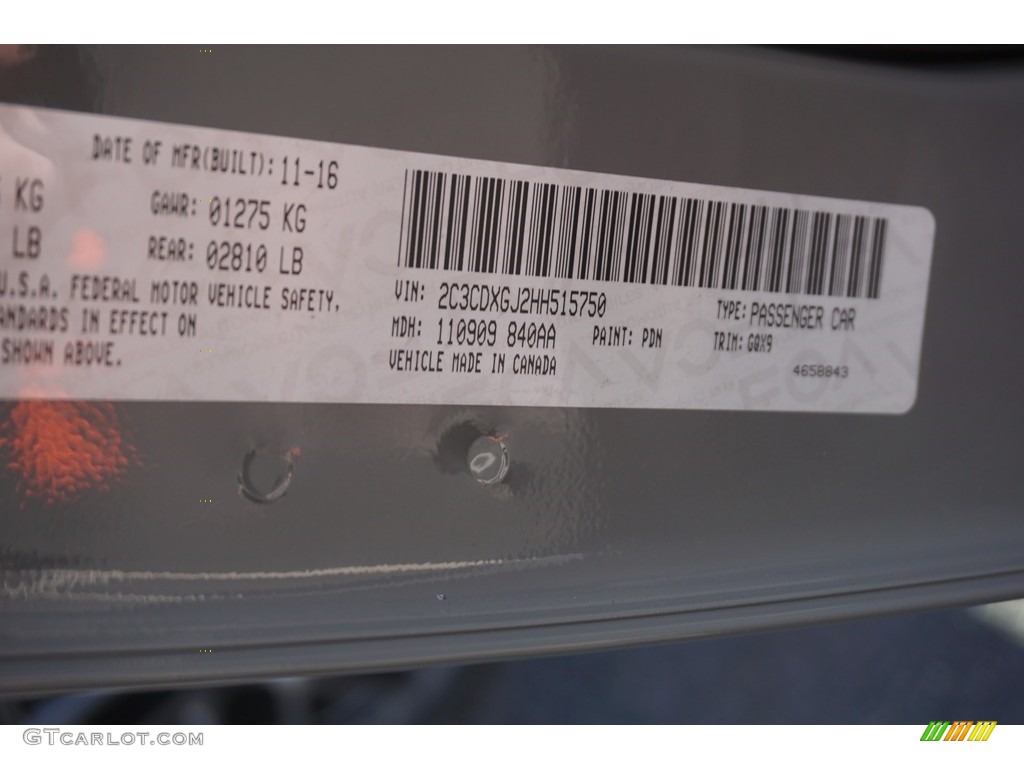 DATE OF MFR(BUILT): 11-16
KG GAWR: 01275 KG
LB REAR: 02810 LB
U.S.A. FEDERAL MOTOR VEHICLE SAFETY,
IN EFFECT ON
SHOWN ABOVE.
VIN: 2C3CDXGJ2HH515750 TYPE: PASSENGER CAR
MDH: 110909 840AA PAINT: PDN TRIM: GQX9
VEHICLE MADE IN CANADA 4658843
GTCARLOT.COM